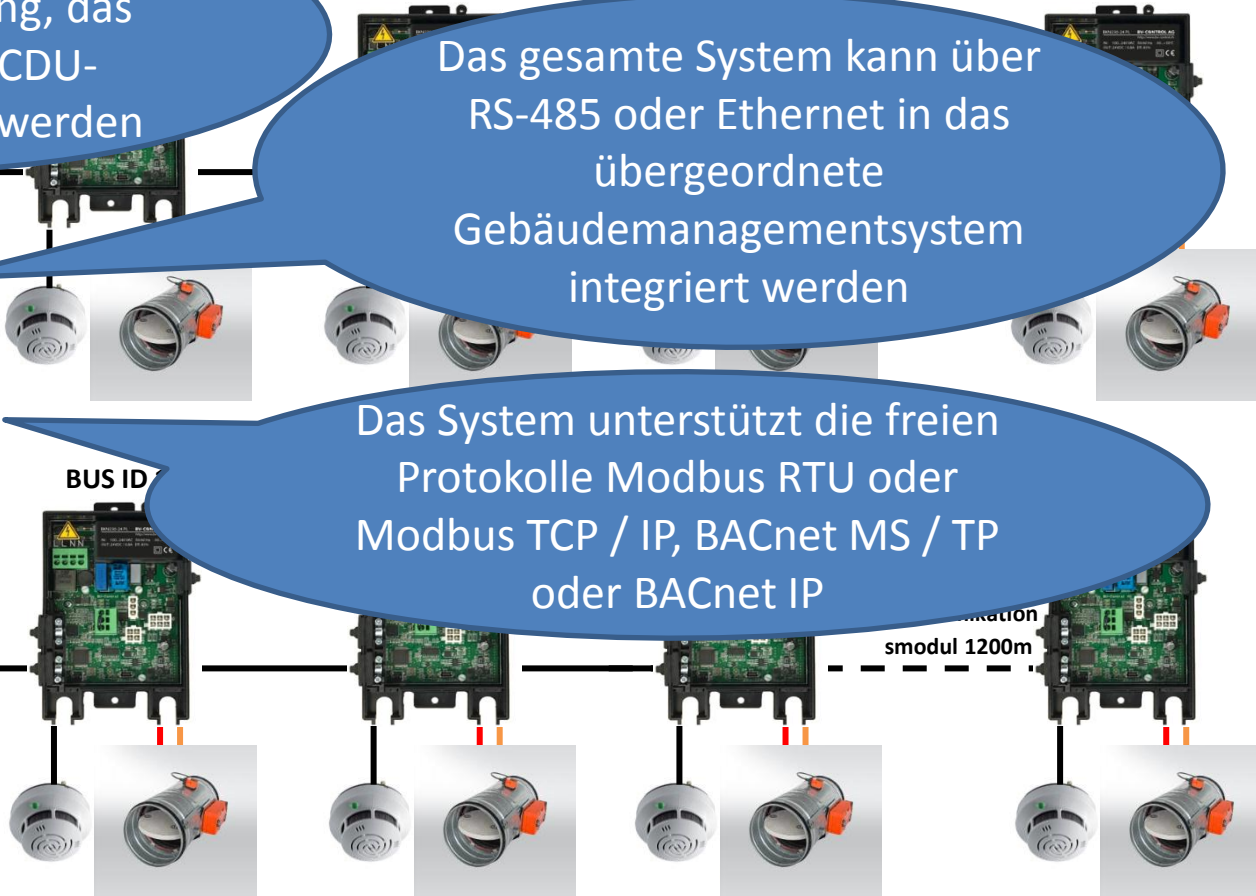 ng, das
CDU-
werden
Das gesamte System kann über
RS-485 oder Ethernet in das
übergeordnete
Gebäudemanagementsystem
integriert werden
Das System unterstützt die freien
Protokolle Modbus RTU oder
Modbus TCP / IP, BACnet MS / TP
oder BACnet IP
BUS ID
L L N N
smodul 1200m